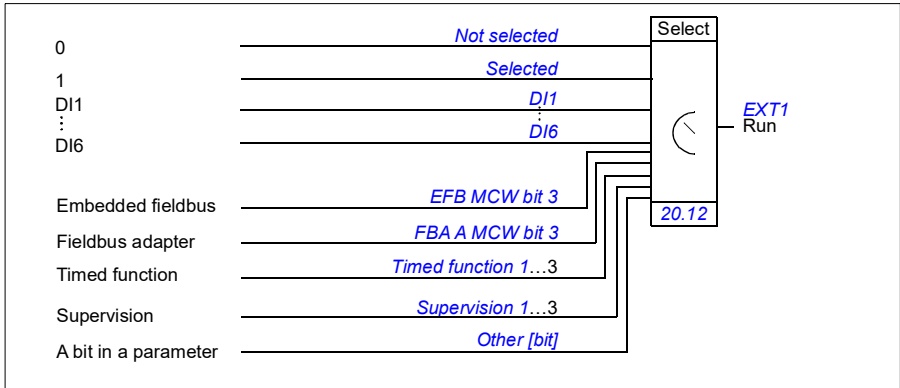 0 Not selected Select
1 Selected
DI1 DI1 EXT1
⋮ ⋮ Run
DI6 DI6
Embedded fieldbus EFB MCW bit 3 20.12
Fieldbus adapter FBA A MCW bit 3
Timed function Timed function 1…3
Supervision Supervision 1…3
A bit in a parameter Other [bit]